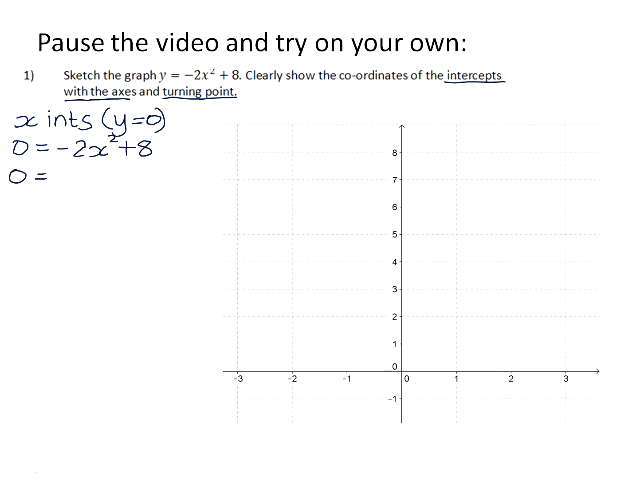 Pause the video and try on your own:
1) Sketch the graph y = −2x² + 8. Clearly show the co-ordinates of the intercepts
with the axes and turning point.
x ints (y=0)
0 = -2x²+8
0 =
8
7
6
5
4
3
2
1
0
-3 -2 -1 0 1 2 3
-1